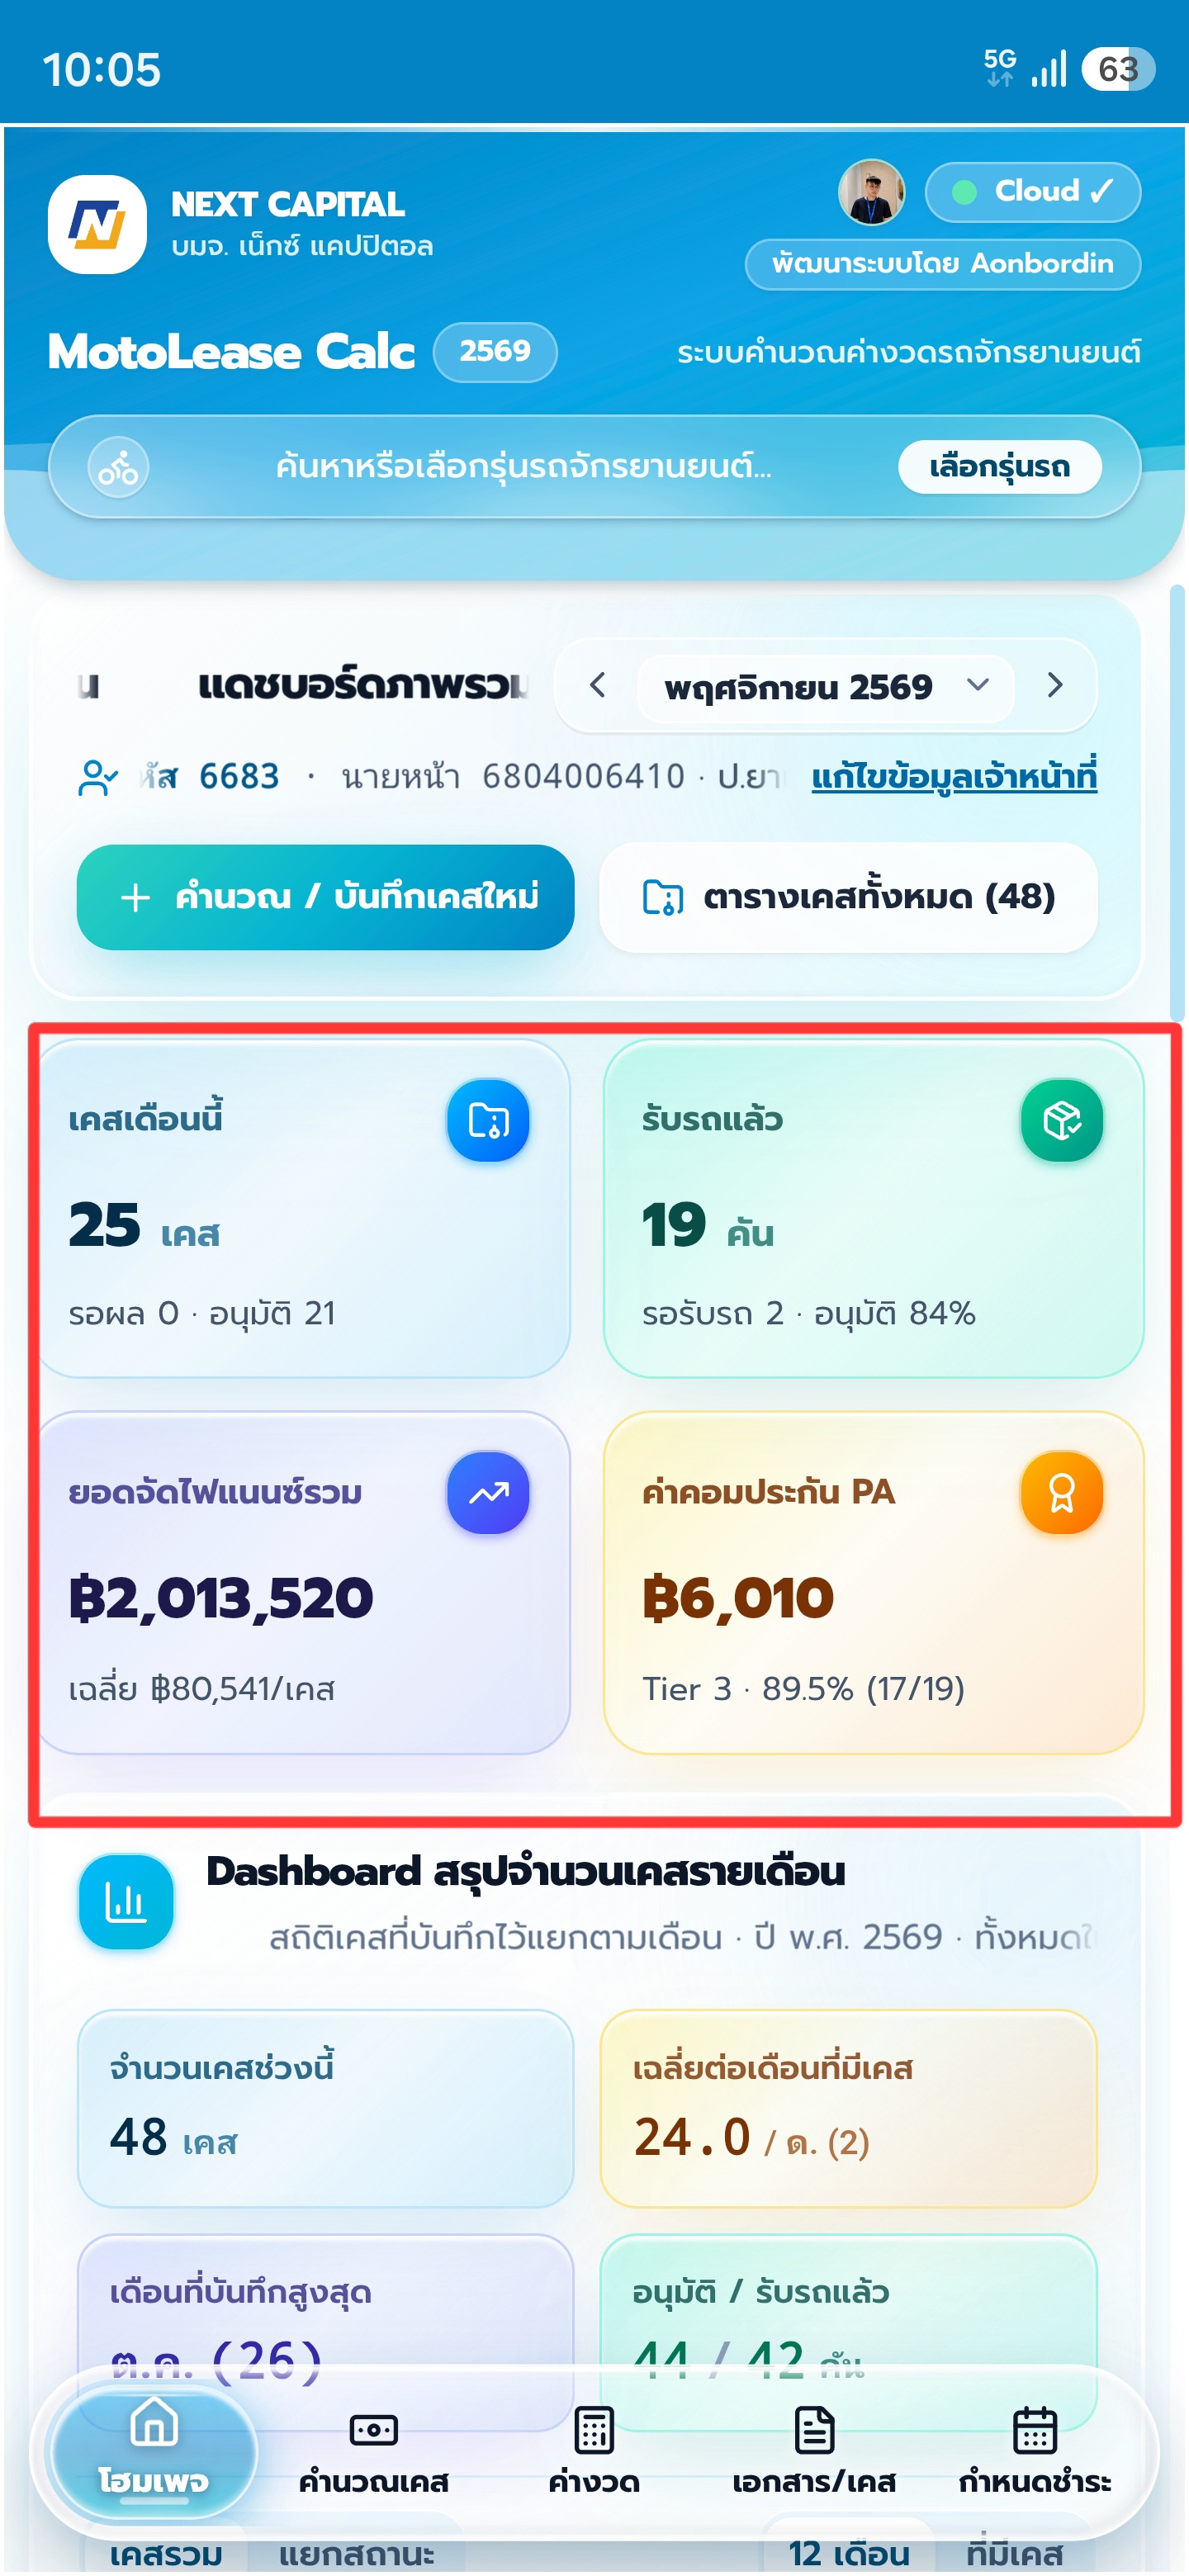 10:05
5G
63
NEXT CAPITAL
บมจ. เน็กซ์ แคปปิตอล
Cloud ✓
พัฒนาระบบโดย Aonbordin
MotoLease Calc 2569
ระบบคำนวณค่างวดรถจักรยานยนต์
ค้นหาหรือเลือกรุ่นรถจักรยานยนต์...
เลือกรุ่นรถ
น แดชบอร์ดภาพรวม
พฤศจิกายน 2569
หัส 6683 · นายหน้า 6804006410 · ป.ยา
แก้ไขข้อมูลเจ้าหน้าที่
คำนวณ / บันทึกเคสใหม่
ตารางเคสทั้งหมด (48)
เคสเดือนนี้
25 เคส
รอผล 0 · อนุมัติ 21
รับรถแล้ว
19 คัน
รอรับรถ 2 · อนุมัติ 84%
ยอดจัดไฟแนนซ์รวม
฿2,013,520
เฉลี่ย ฿80,541/เคส
ค่าคอมประกัน PA
฿6,010
Tier 3 · 89.5% (17/19)
Dashboard สรุปจำนวนเคสรายเดือน
สถิติเคสที่บันทึกไว้แยกตามเดือน · ปี พ.ศ. 2569 · ทั้งหมดใ
จำนวนเคสช่วงนี้
48 เคส
เฉลี่ยต่อเดือนที่มีเคส
24.0 / ด. (2)
เดือนที่บันทึกสูงสุด
ต.ค. (26)
อนุมัติ / รับรถแล้ว
44 / 42 คัน
โฮมเพจ
คำนวณเคส
ค่างวด
เอกสาร/เคส
กำหนดชำระ
เคสรวม
แยกสถานะ
12 เดือน
ที่มีเคส